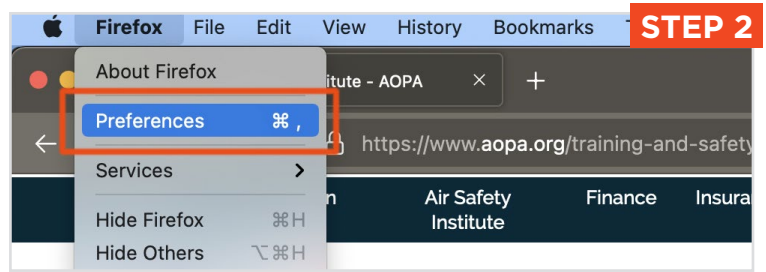 Firefox File Edit View History Bookmarks
STEP 2
About Firefox
itute - AOPA
Preferences ⌘ ,
https://www.aopa.org/training-and-safety
Services
Air Safety Institute
Finance
Hide Firefox ⌘H
Hide Others ⌥⌘H